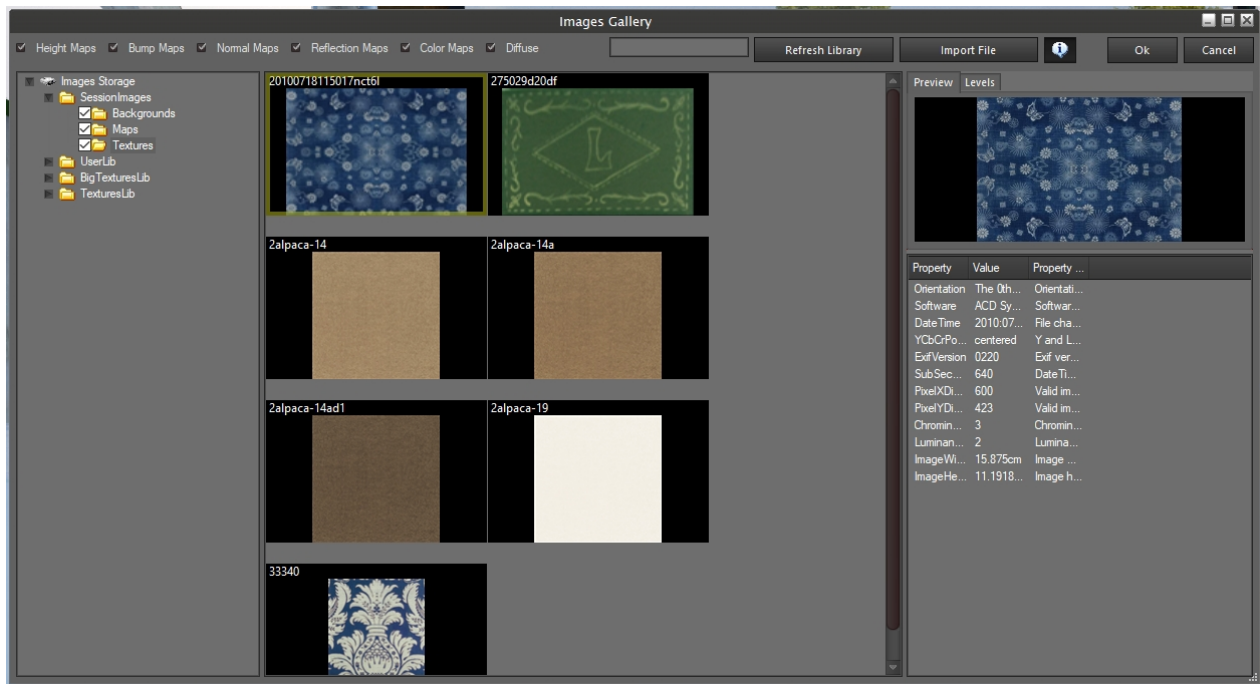 Images Gallery
Height Maps Bump Maps Normal Maps Reflection Maps Color Maps Diffuse Refresh Library Import File Ok Cancel
Images Storage
SessionImages
Backgrounds
Maps
Textures
UserLib
BigTexturesLib
TexturesLib
20100718115017nct6l 275029d20df
L
2alpaca-14 2alpaca-14a
2alpaca-14ad1 2alpaca-19
33340
Preview Levels
Property Value Property ...
Orientation The 0th... Orientati...
Software ACD Sy... Softwar...
DateTime 2010:07... File cha...
YCbCrPo... centered Y and L...
ExifVersion 0220 Exif ver...
SubSec... 640 DateTi...
PixelXDi... 600 Valid im...
PixelYDi... 423 Valid im...
Chromin... 3 Chromin...
Luminan... 2 Lumina...
ImageWi... 15.875cm Image ...
ImageHe... 11.1918... Image h...